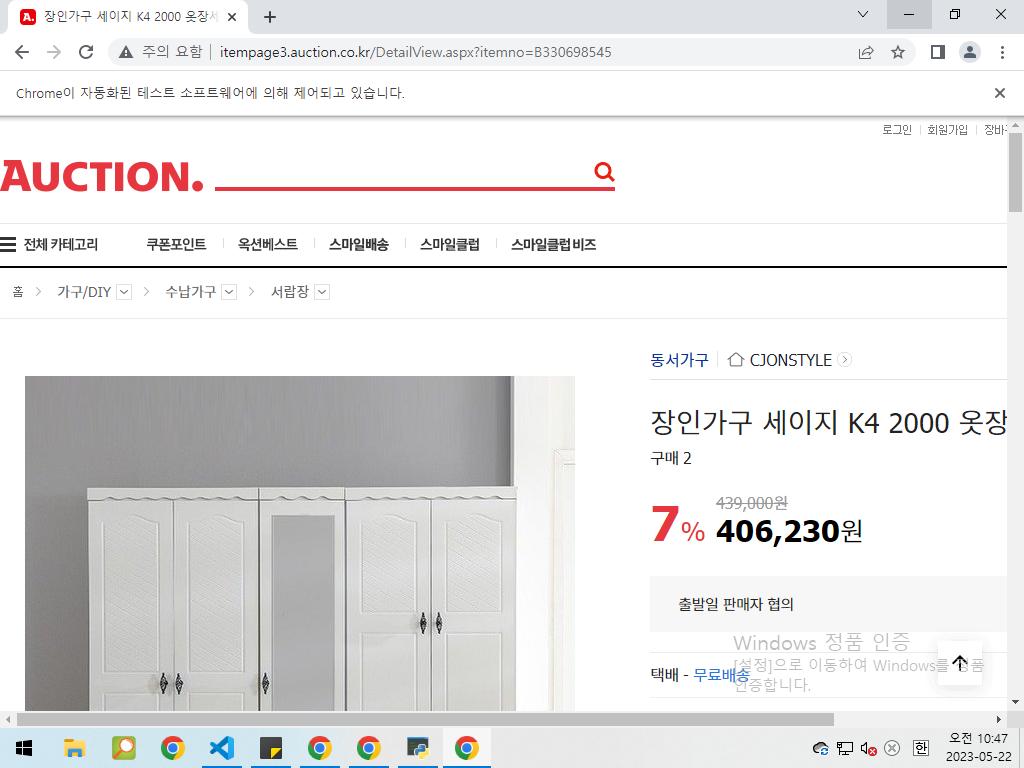 장인가구 세이지 K4 2000 옷장세
주의 요함
itempage3.auction.co.kr/DetailView.aspx?itemno=B330698545
Chrome이 자동화된 테스트 소프트웨어에 의해 제어되고 있습니다.
로그인 회원가입 장바
AUCTION.
전체 카테고리 쿠폰포인트 옥션베스트 스마일배송 스마일클럽 스마일클럽 비즈
홈 가구/DIY 수납가구 서랍장
동서가구 CJONSTYLE
장인가구 세이지 K4 2000 옷장
구매 2
439,000원
7% 406,230원
출발일 판매자 협의
Windows 정품 인증
[설정]으로 이동하여 Windows를 정품
인증합니다.
택배 - 무료배송
한
오전 10:47
2023-05-22